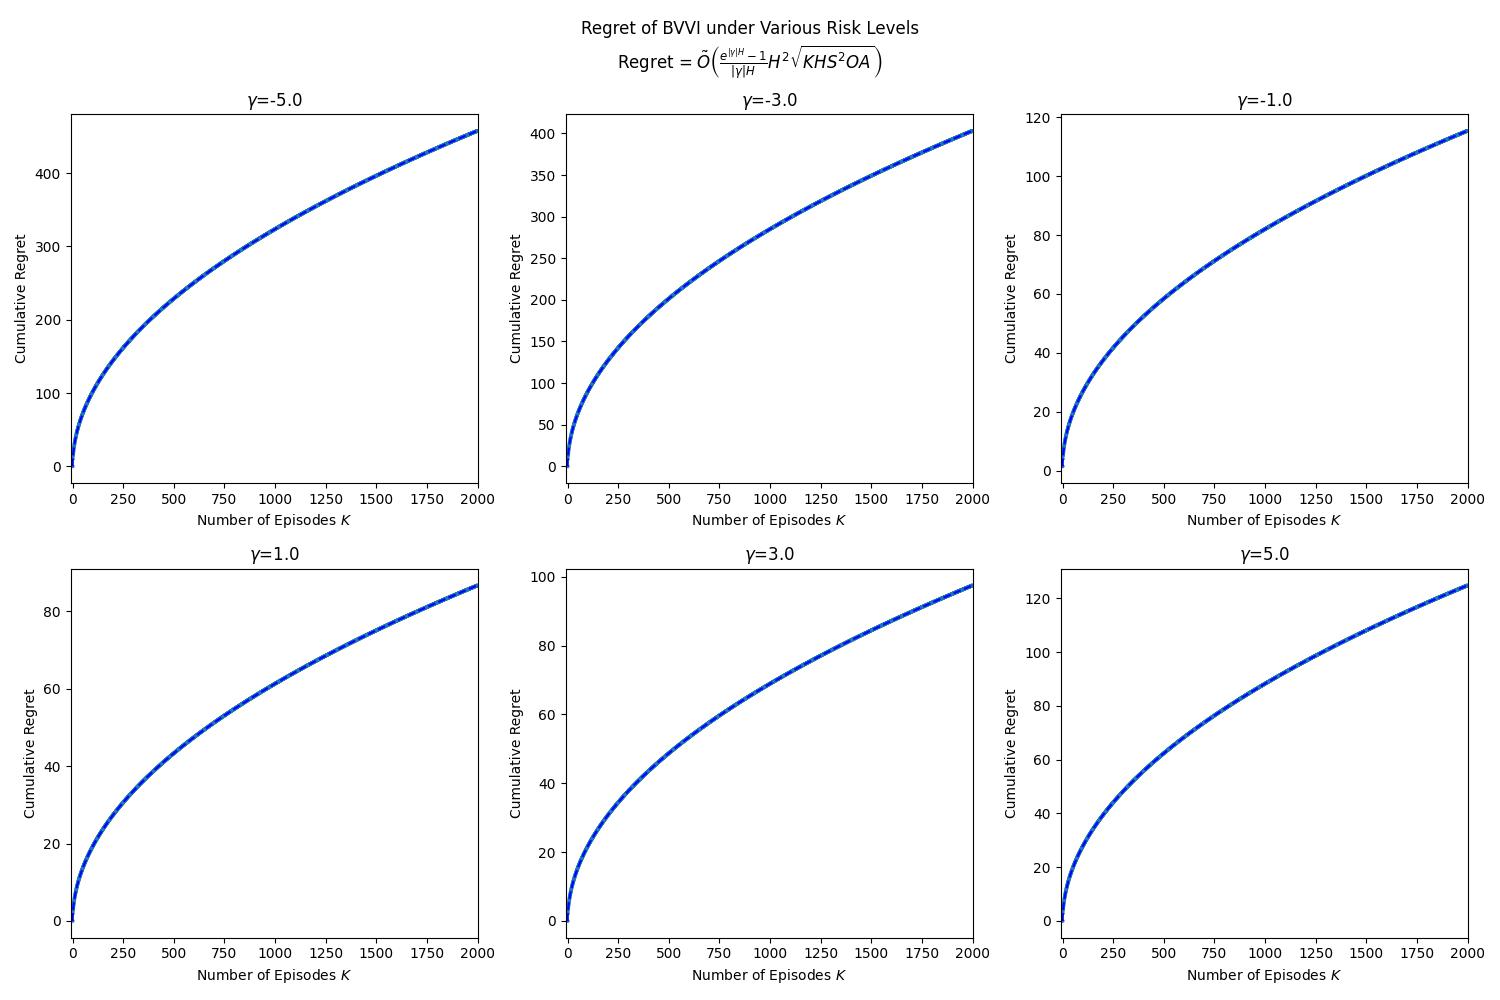 Regret of BVVI under Various Risk Levels
Regret = Õ(e^{|γ|H}−1/|γ|H H²√KHS²OA)
γ=-5.0
400
300
200
100
0
Cumulative Regret
0 250 500 750 1000 1250 1500 1750 2000
Number of Episodes K
γ=-3.0
400
350
300
250
200
150
100
50
0
Cumulative Regret
0 250 500 750 1000 1250 1500 1750 2000
Number of Episodes K
γ=-1.0
120
100
80
60
40
20
0
Cumulative Regret
0 250 500 750 1000 1250 1500 1750 2000
Number of Episodes K
γ=1.0
80
60
40
20
0
Cumulative Regret
0 250 500 750 1000 1250 1500 1750 2000
Number of Episodes K
γ=3.0
100
80
60
40
20
0
Cumulative Regret
0 250 500 750 1000 1250 1500 1750 2000
Number of Episodes K
γ=5.0
120
100
80
60
40
20
0
Cumulative Regret
0 250 500 750 1000 1250 1500 1750 2000
Number of Episodes K